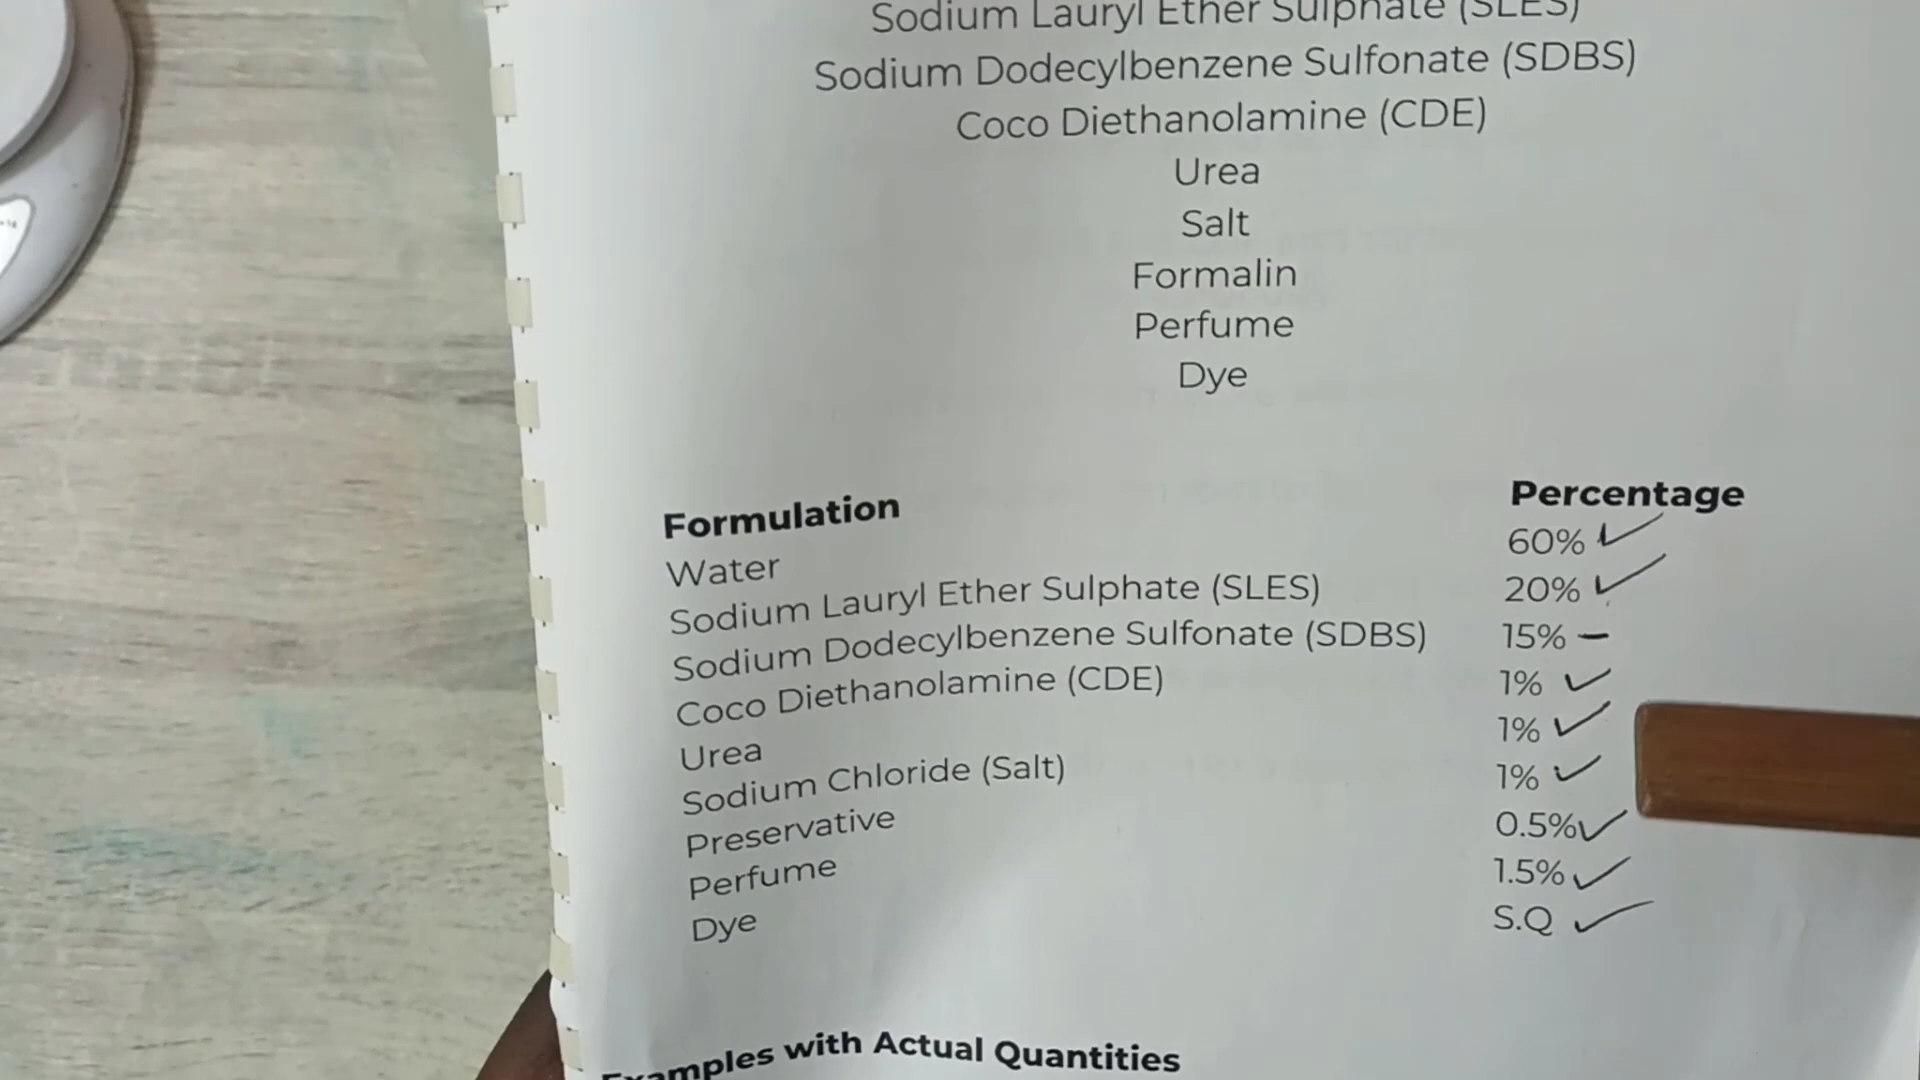 Sodium Lauryl Ether Sulphate (SLES)
Sodium Dodecylbenzene Sulfonate (SDBS)
Coco Diethanolamine (CDE)
Urea
Salt
Formalin
Perfume
Dye
Formulation Percentage
Water 60%
Sodium Lauryl Ether Sulphate (SLES) 20%
Sodium Dodecylbenzene Sulfonate (SDBS) 15%
Coco Diethanolamine (CDE) 1%
Urea 1%
Sodium Chloride (Salt) 1%
Preservative 0.5%
Perfume 1.5%
Dye S.Q
Examples with Actual Quantities